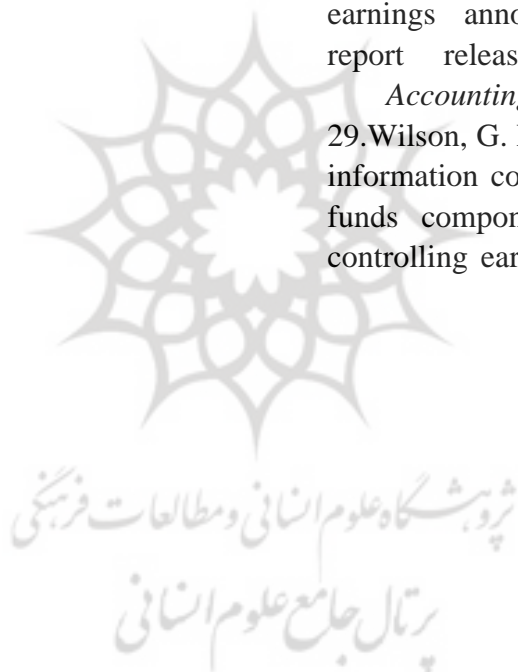 earnings anno
report releas
Accounting
29.Wilson, G. 
information co
funds compon
controlling ear
پژوهشگاه علوم انسانی و مطالعات فرهنگی
پرتال جامع علوم انسانی